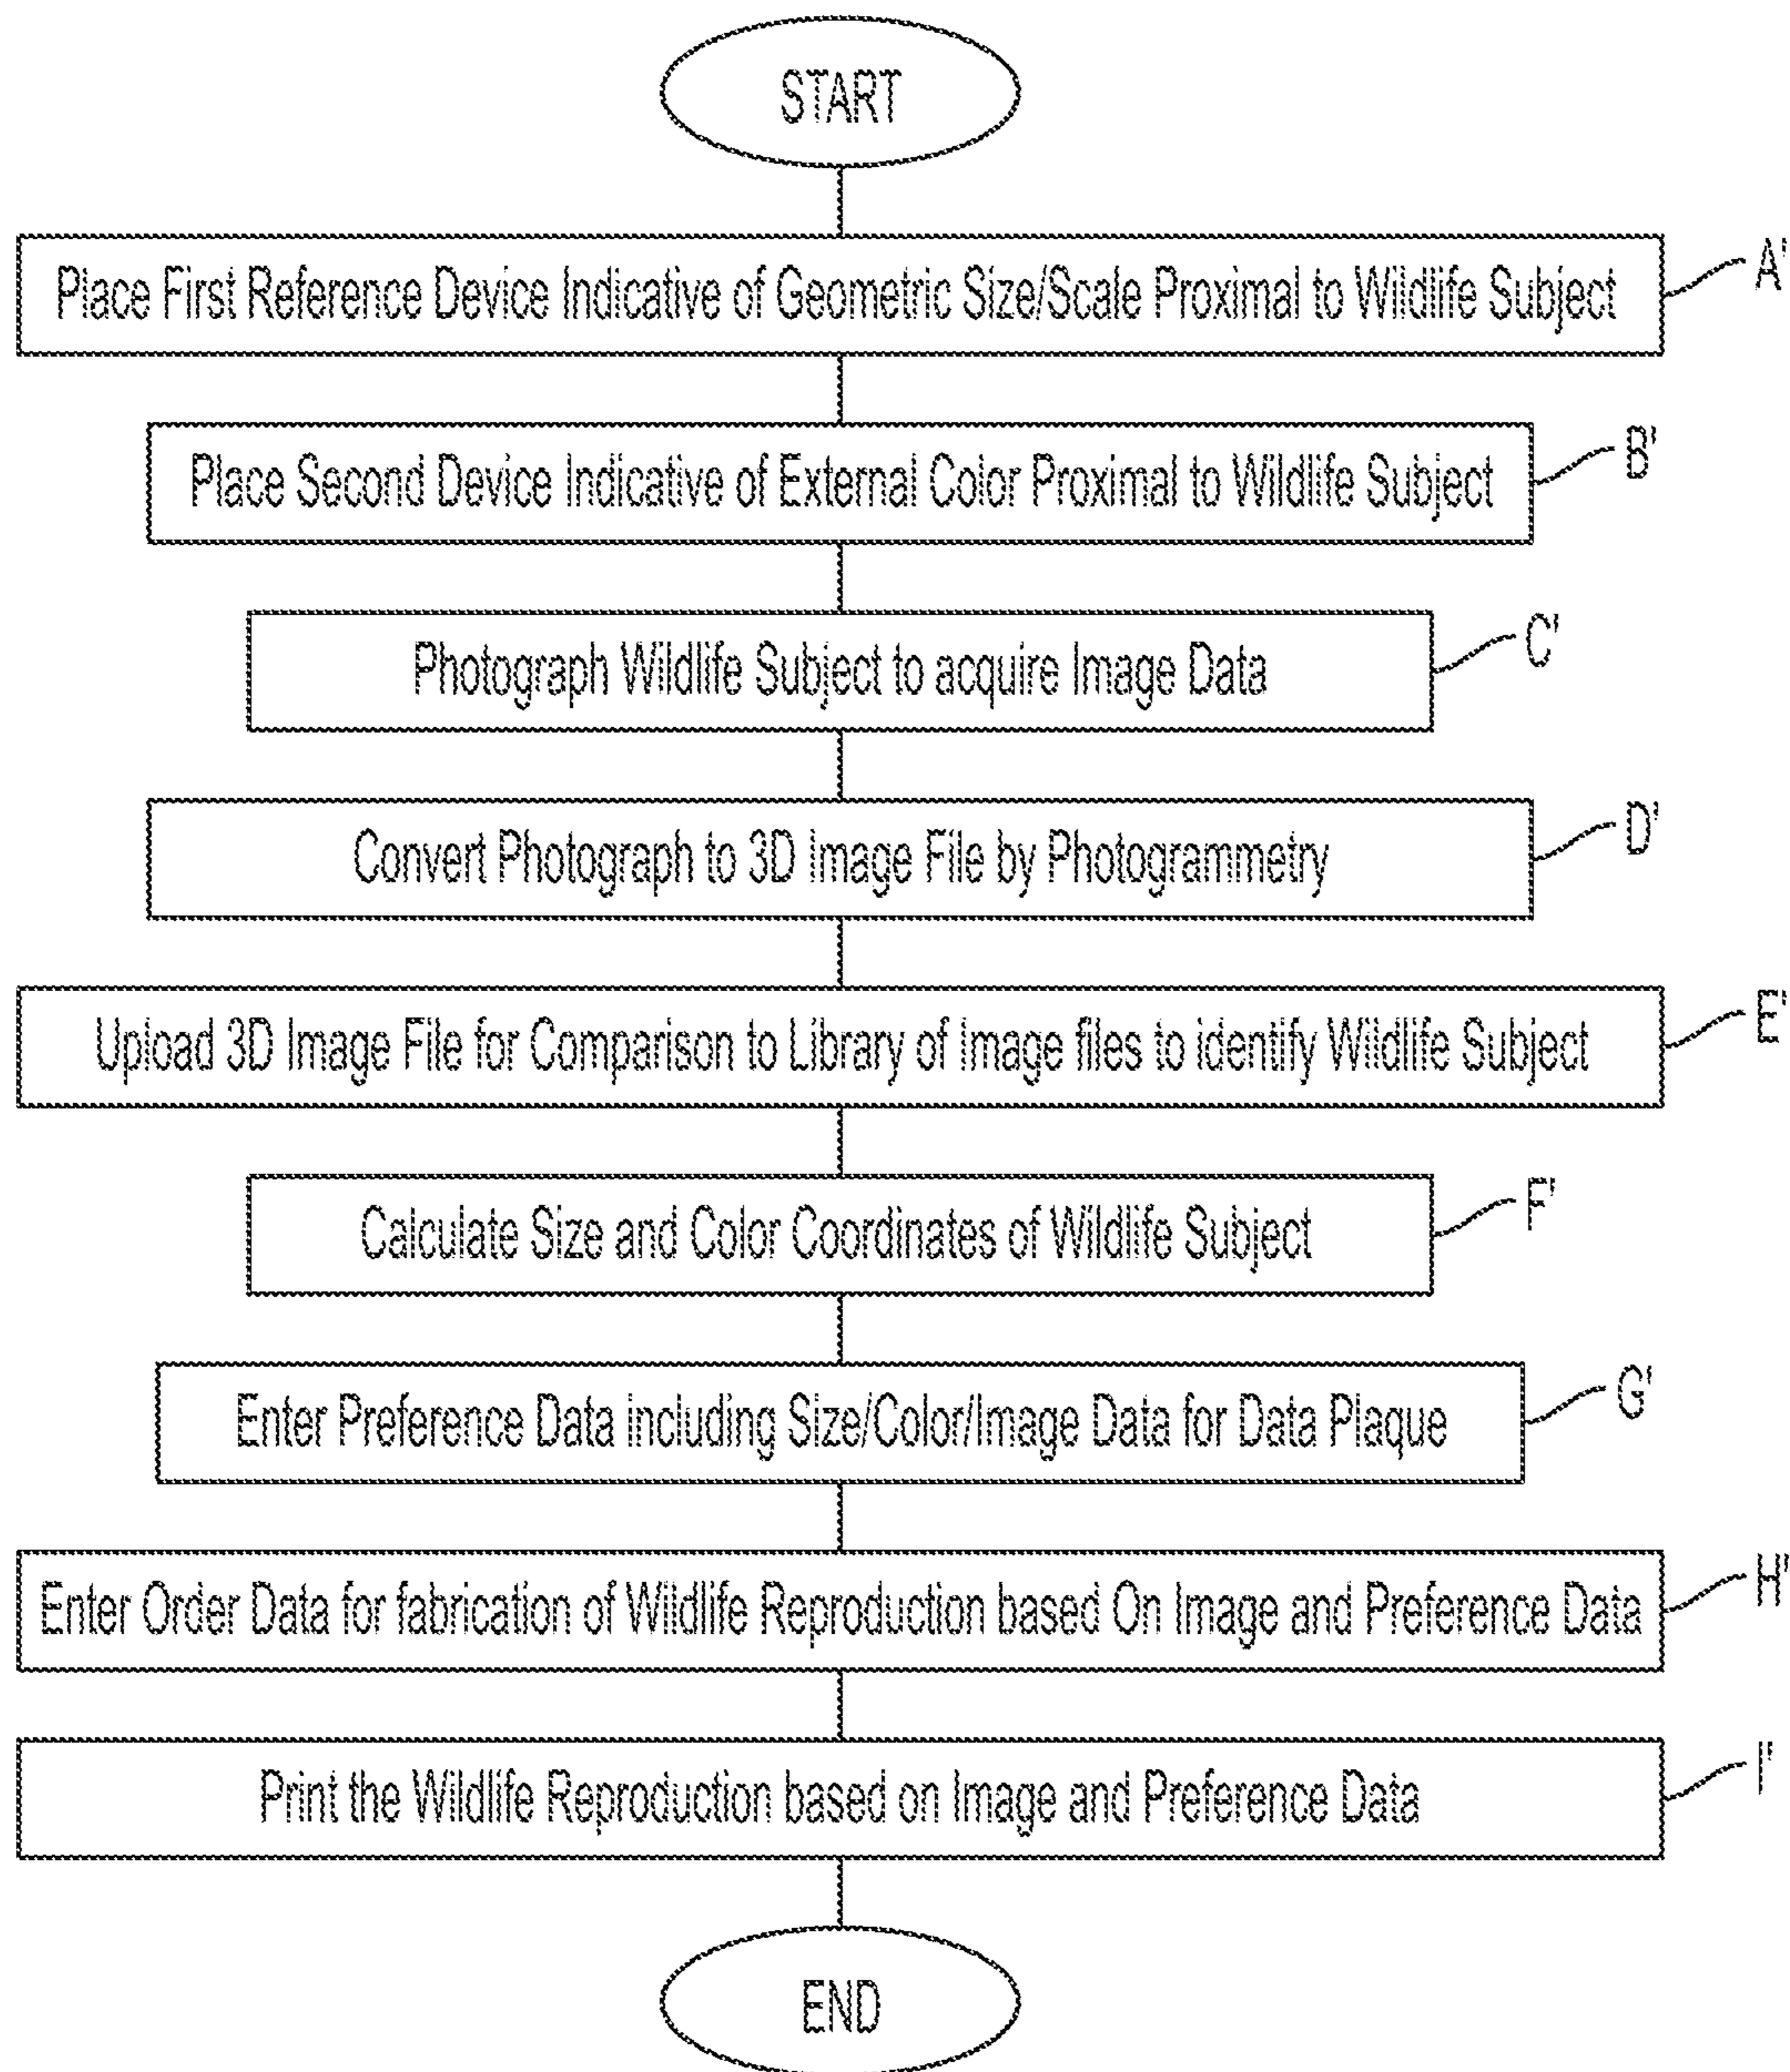 START
Place First Reference Device Indicative of Geometric Size/Scale Proximal to Wildlife Subject
A'
Place Second Device Indicative of External Color Proximal to Wildlife Subject
B'
Photograph Wildlife Subject to acquire Image Data
C'
Convert Photograph to 3D Image File by Photogrammetry
D'
Upload 3D Image File for Comparison to Library of Image files to identify Wildlife Subject
E'
Calculate Size and Color Coordinates of Wildlife Subject
F'
Enter Preference Data including Size/Color/Image Data for Data Plaque
G'
Enter Order Data for fabrication of Wildlife Reproduction based On Image and Preference Data
H'
Print the Wildlife Reproduction based on Image and Preference Data
I'
END